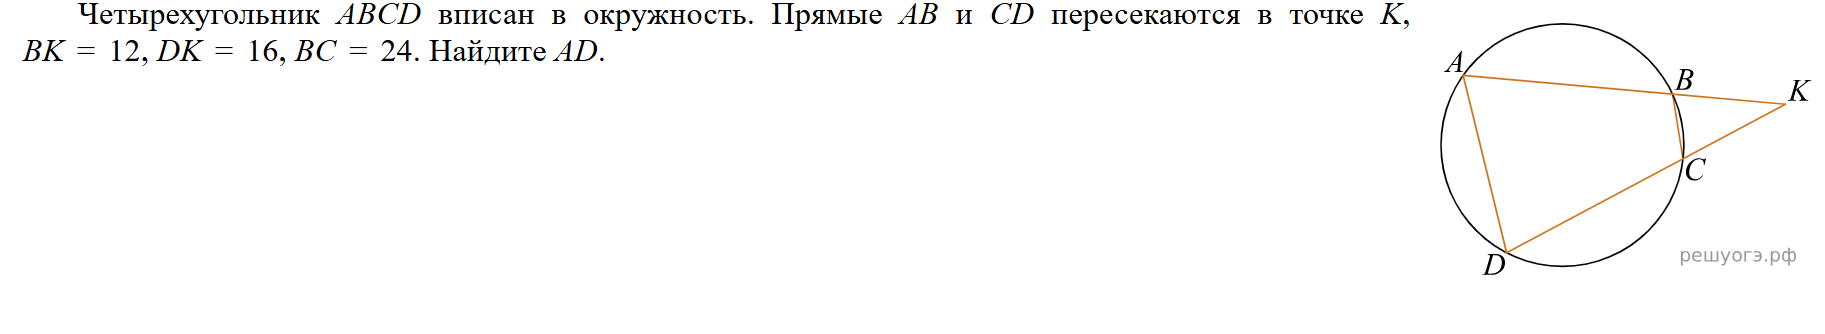 Четырехугольник ABCD вписан в окружность. Прямые AB и CD пересекаются в точке K,
BK = 12, DK = 16, BC = 24. Найдите AD.
A
B
K
C
D
решуогэ.рф